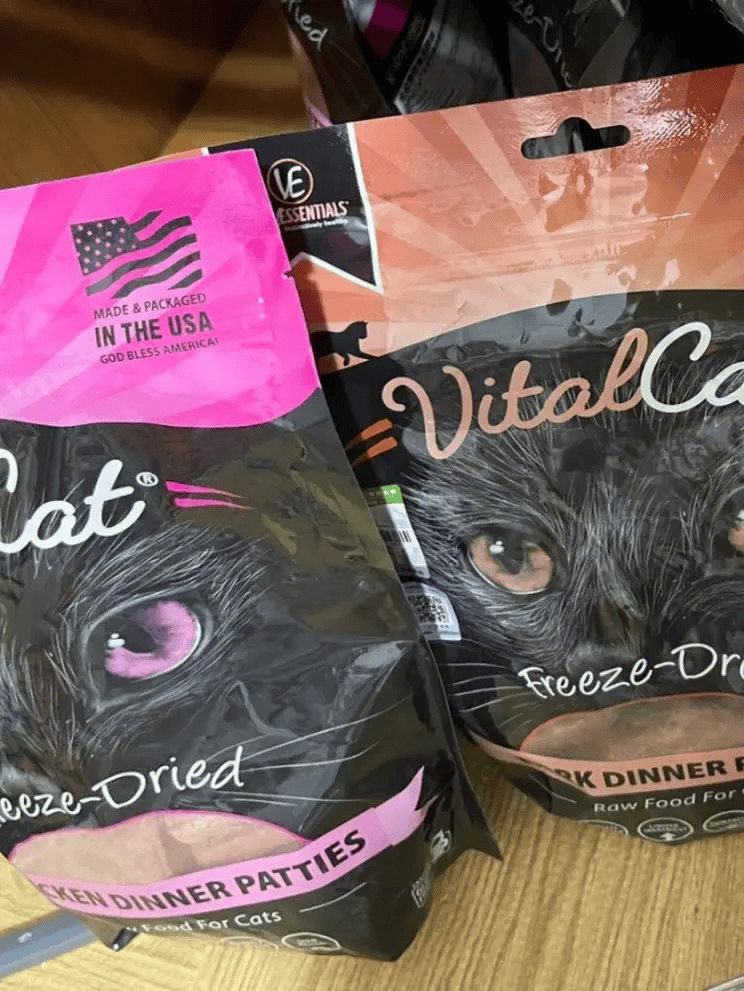 VE
ESSENTIALS
MADE & PACKAGED
IN THE USA
GOD BLESS AMERICA!
VitalCa
Cat®
Freeze-Dr
eeze-Dried
RK DINNER P
Raw Food For
CKEN DINNER PATTIES
Food For Cats